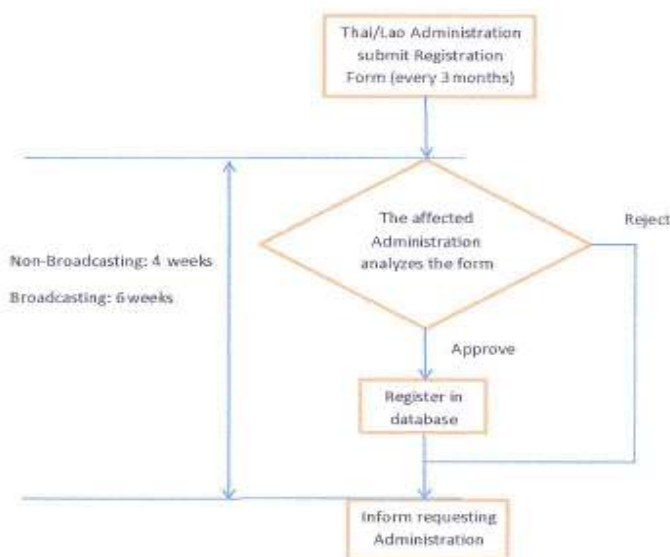 Thai/Lao Administration
submit Registration
Form (every 3 months)
The affected
Administration
analyzes the form
Reject
Non-Broadcasting: 4 weeks
Broadcasting: 6 weeks
Approve
Register in
database
Inform requesting
Administration